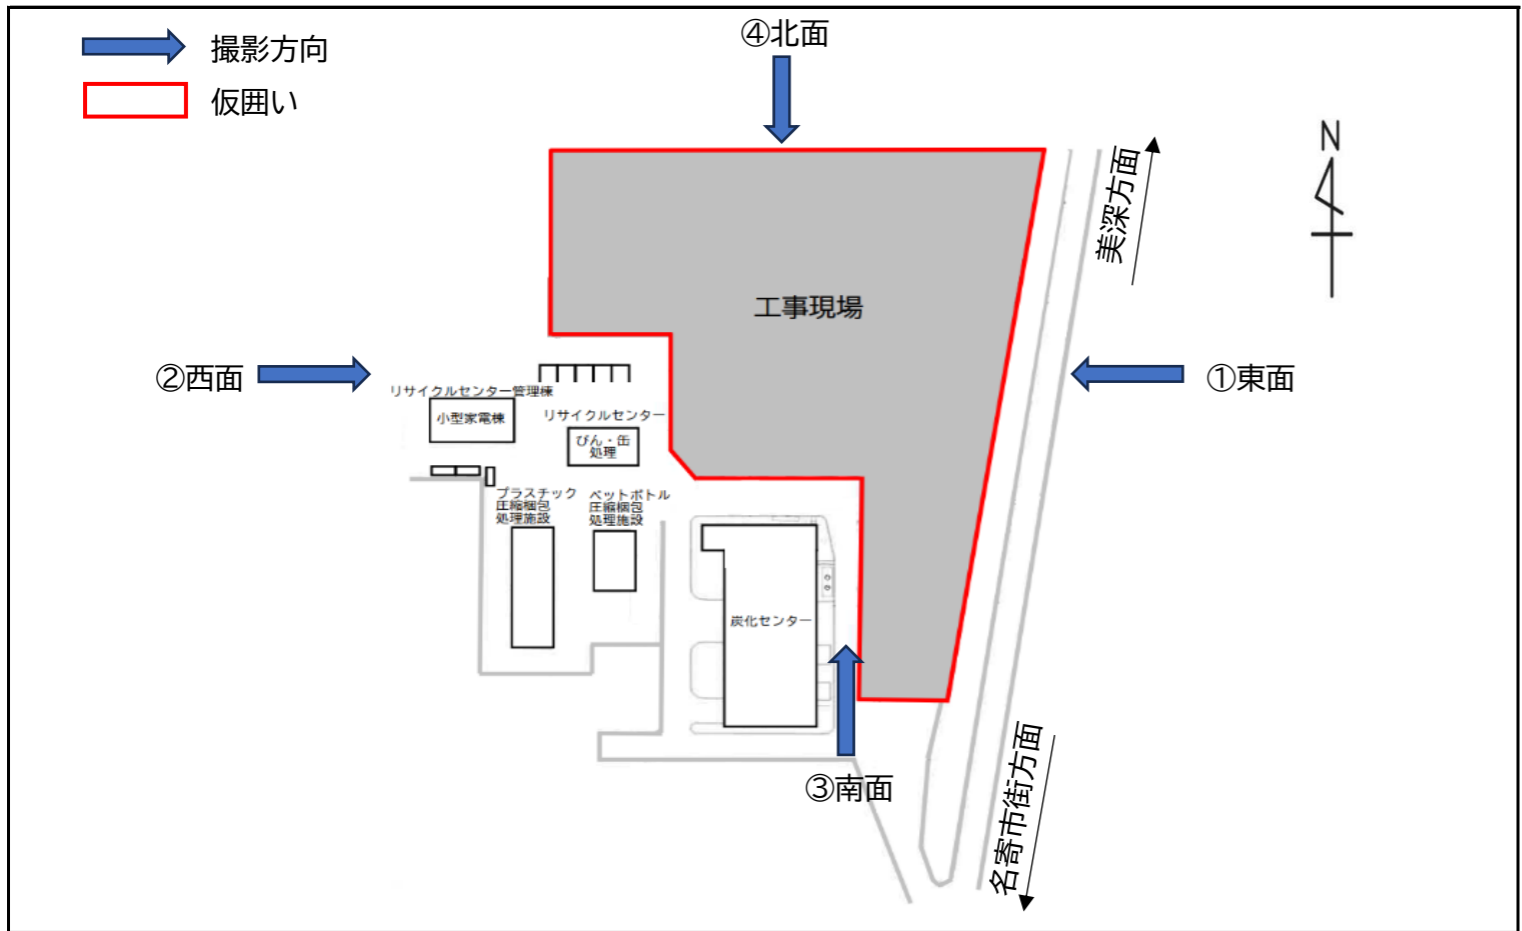 撮影方向
仮囲い
④北面
N
美深方面
工事現場
②西面
①東面
リサイクルセンター管理棟
小型家電棟
リサイクルセンター
びん・缶
処理
プラスチック
圧縮梱包
処理施設
ペットボトル
圧縮梱包
処理施設
炭化センター
③南面
名寄市街方面